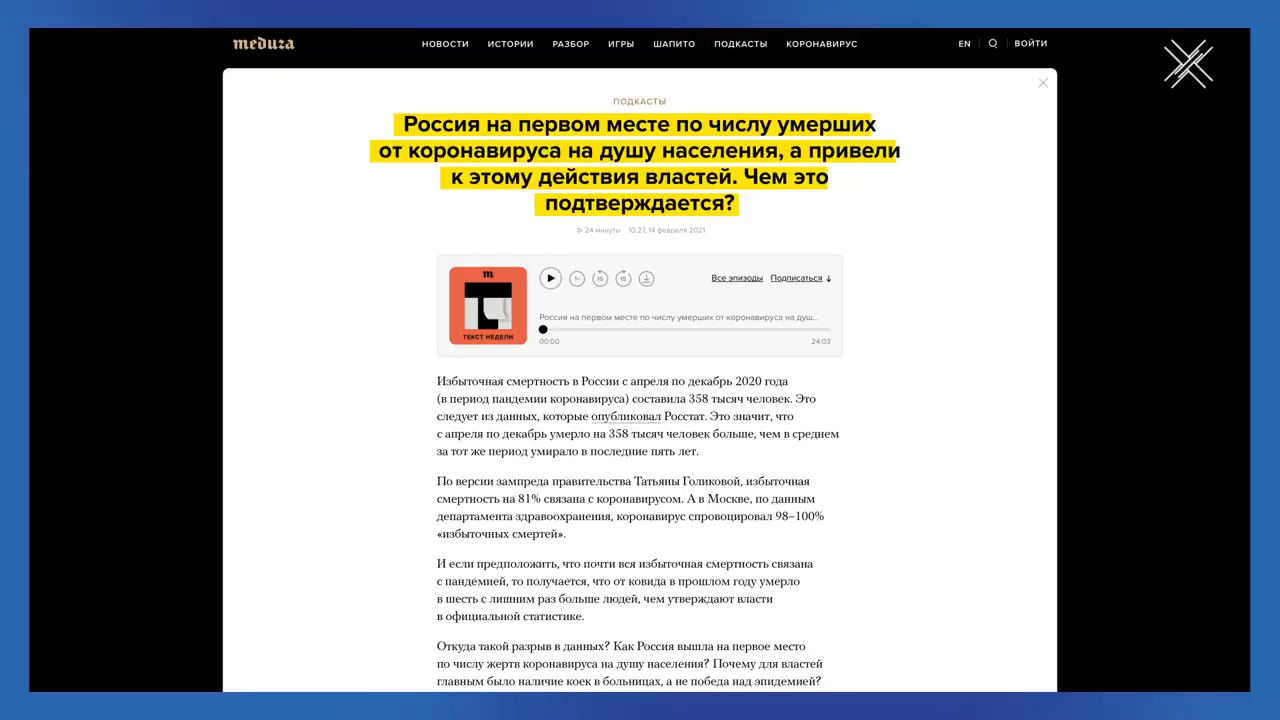 meduza
НОВОСТИ ИСТОРИИ РАЗБОР ИГРЫ ШАПИТО ПОДКАСТЫ КОРОНАВИРУС
EN ВОЙТИ
ПОДКАСТЫ
Россия на первом месте по числу умерших
от коронавируса на душу населения, а привели
к этому действия властей. Чем это
подтверждается?
24 минуты · 10:27, 14 февраля 2021
m
ТЕКСТ НЕДЕЛИ
1×
15
15
Все эпизоды Подписаться ↓
Россия на первом месте по числу умерших от коронавируса на душ...
00:00
24:03
Избыточная смертность в России с апреля по декабрь 2020 года
(в период пандемии коронавируса) составила 358 тысяч человек. Это
следует из данных, которые опубликовал Росстат. Это значит, что
с апреля по декабрь умерло на 358 тысяч человек больше, чем в среднем
за тот же период умирало в последние пять лет.
По версии зампреда правительства Татьяны Голиковой, избыточная
смертность на 81% связана с коронавирусом. А в Москве, по данным
департамента здравоохранения, коронавирус спровоцировал 98–100%
«избыточных смертей».
И если предположить, что почти вся избыточная смертность связана
с пандемией, то получается, что от ковида в прошлом году умерло
в шесть с лишним раз больше людей, чем утверждают власти
в официальной статистике.
Откуда такой разрыв в данных? Как Россия вышла на первое место
по числу жертв коронавируса на душу населения? Почему для властей
главным было наличие коек в больницах, а не победа над эпидемией?